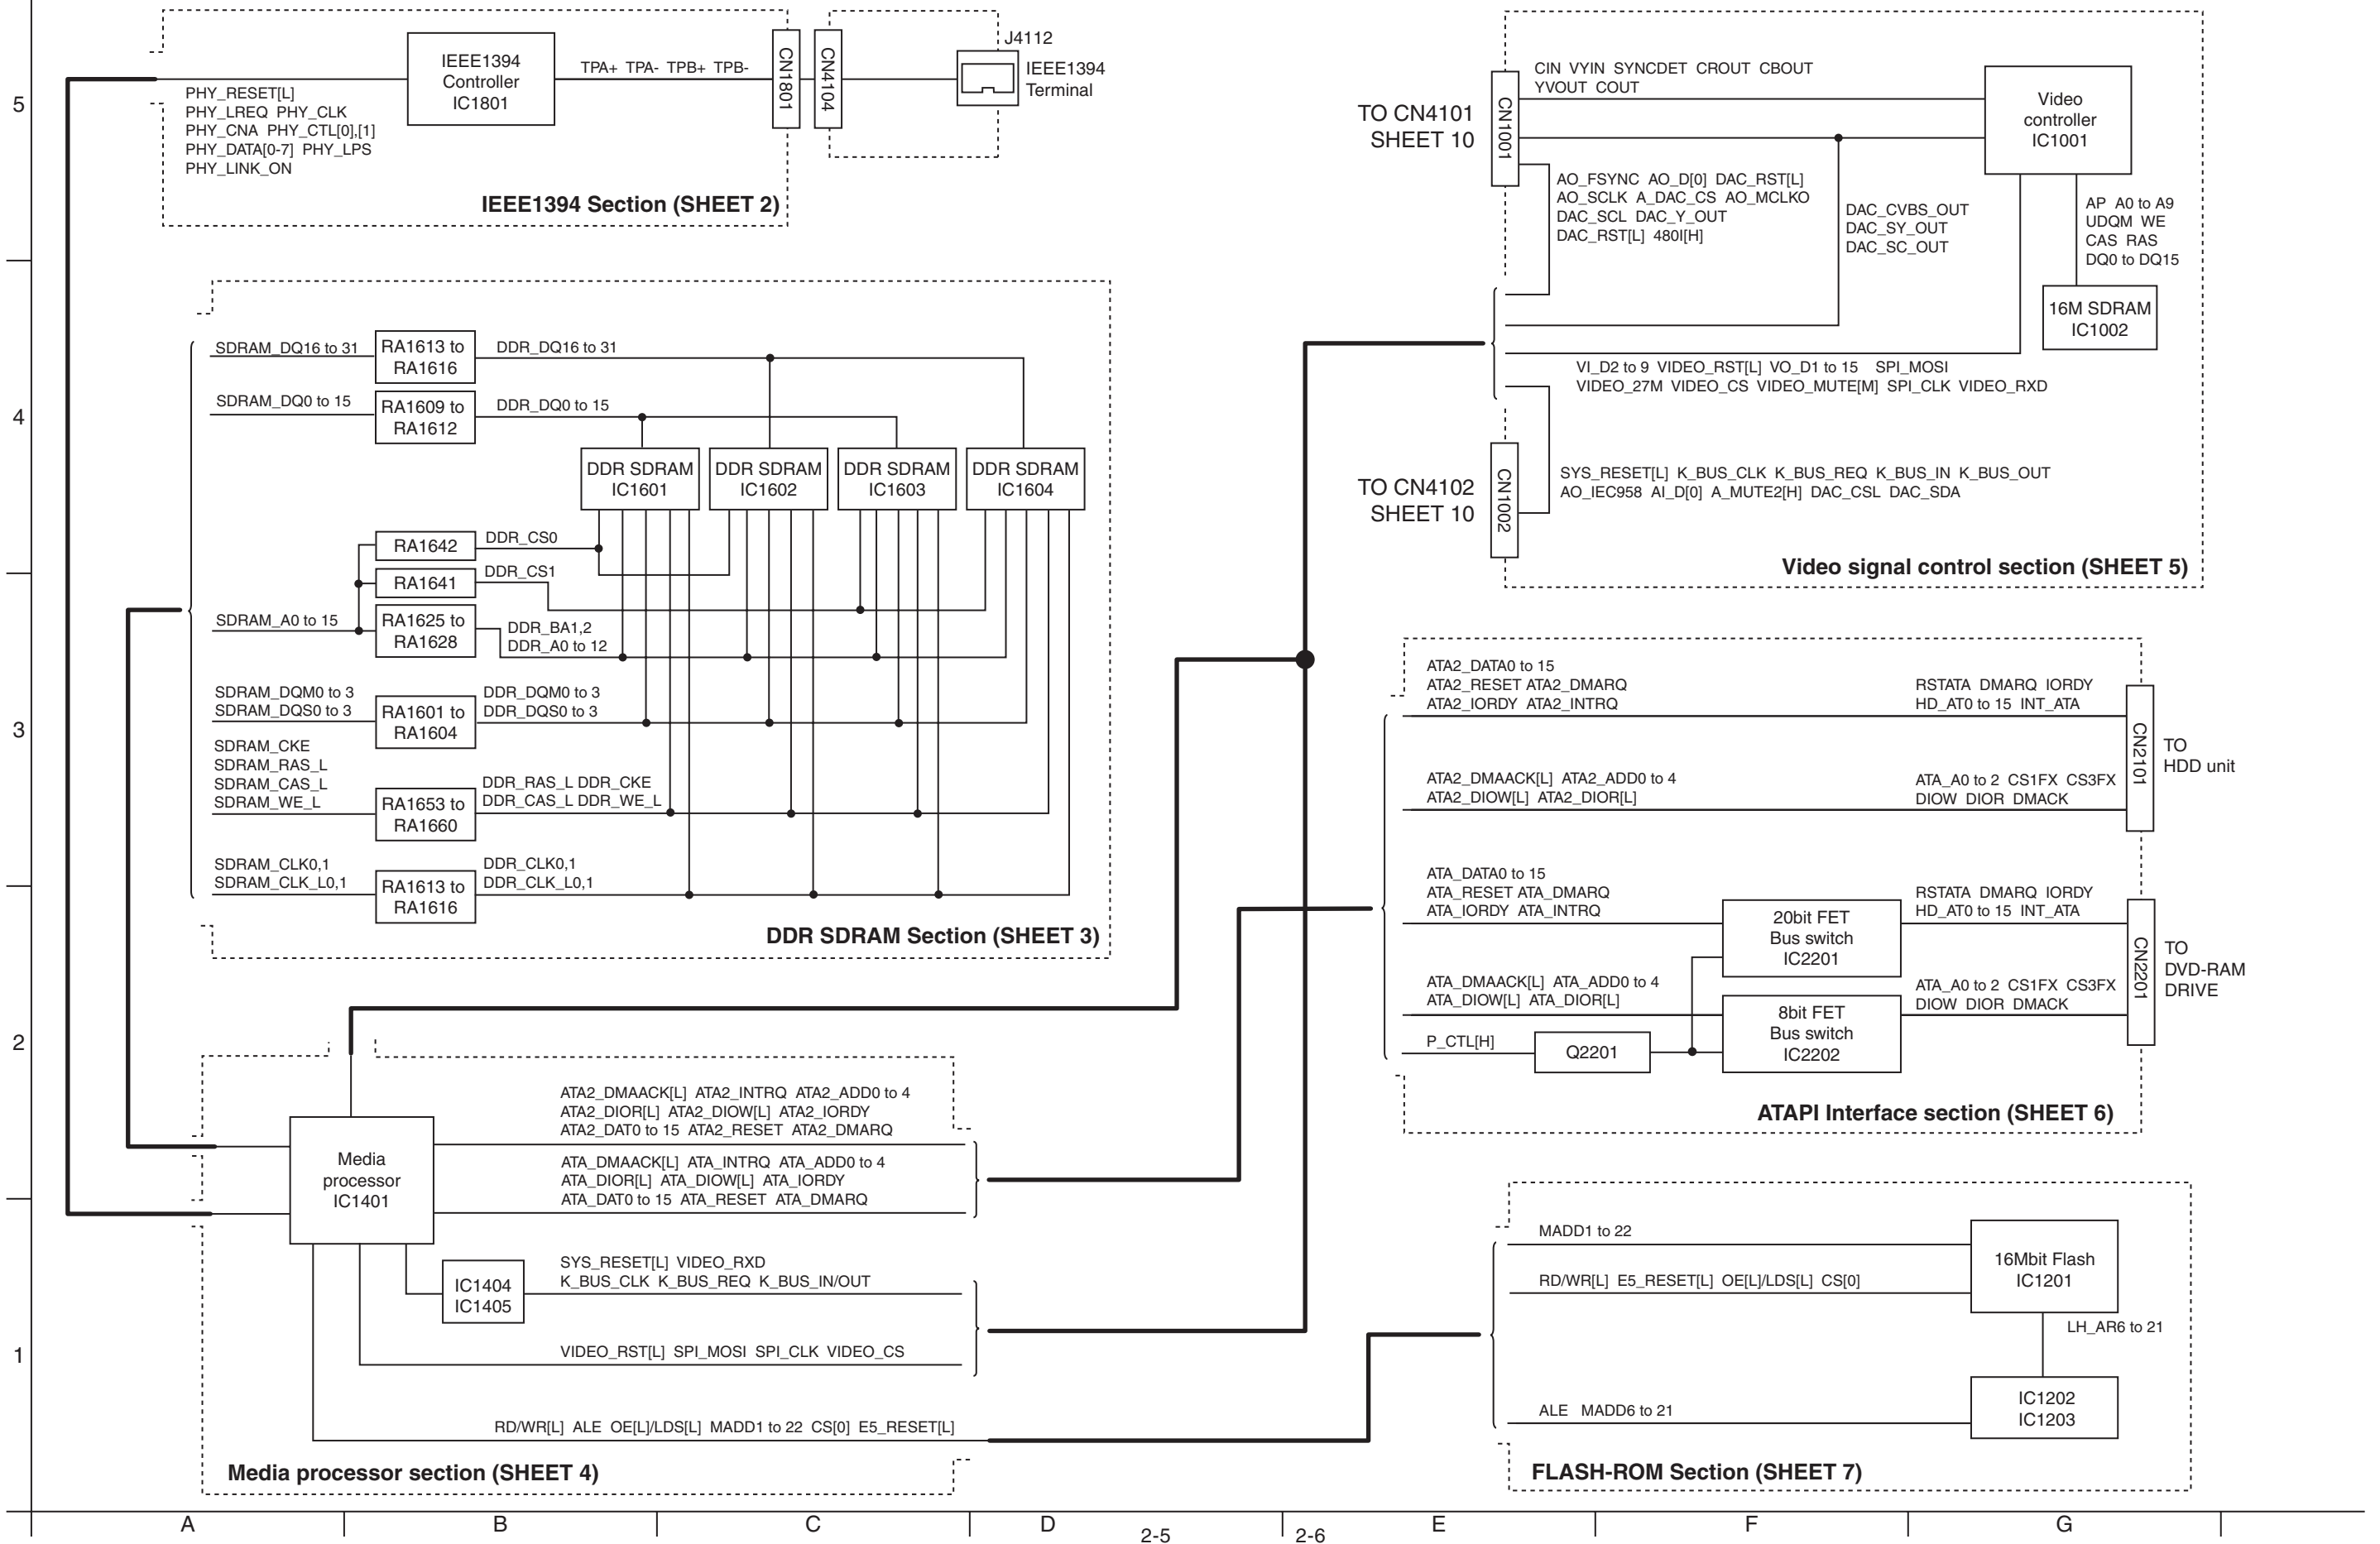 5
4
3
2
1
IEEE1394
Controller
IC1801
TPA+ TPA- TPB+ TPB-
CN1801
CN4104
J4112
IEEE1394
Terminal
PHY_RESET[L]
PHY_LREQ PHY_CLK
PHY_CNA PHY_CTL[0],[1]
PHY_DATA[0-7] PHY_LPS
PHY_LINK_ON
IEEE1394 Section (SHEET 2)
SDRAM_DQ16 to 31
RA1613 to
RA1616
DDR_DQ16 to 31
SDRAM_DQ0 to 15
RA1609 to
RA1612
DDR_DQ0 to 15
DDR SDRAM
IC1601
DDR SDRAM
IC1602
DDR SDRAM
IC1603
DDR SDRAM
IC1604
RA1642
DDR_CS0
RA1641
DDR_CS1
SDRAM_A0 to 15
RA1625 to
RA1628
DDR_BA1,2
DDR_A0 to 12
SDRAM_DQM0 to 3
SDRAM_DQS0 to 3
RA1601 to
RA1604
DDR_DQM0 to 3
DDR_DQS0 to 3
SDRAM_CKE
SDRAM_RAS_L
SDRAM_CAS_L
SDRAM_WE_L
RA1653 to
RA1660
DDR_RAS_L DDR_CKE
DDR_CAS_L DDR_WE_L
SDRAM_CLK0,1
SDRAM_CLK_L0,1
RA1613 to
RA1616
DDR_CLK0,1
DDR_CLK_L0,1
DDR SDRAM Section (SHEET 3)
Media
processor
IC1401
ATA2_DMAACK[L] ATA2_INTRQ ATA2_ADD0 to 4
ATA2_DIOR[L] ATA2_DIOW[L] ATA2_IORDY
ATA2_DAT0 to 15 ATA2_RESET ATA2_DMARQ
ATA_DMAACK[L] ATA_INTRQ ATA_ADD0 to 4
ATA_DIOR[L] ATA_DIOW[L] ATA_IORDY
ATA_DAT0 to 15 ATA_RESET ATA_DMARQ
IC1404
IC1405
SYS_RESET[L] VIDEO_RXD
K_BUS_CLK K_BUS_REQ K_BUS_IN/OUT
VIDEO_RST[L] SPI_MOSI SPI_CLK VIDEO_CS
RD/WR[L] ALE OE[L]/LDS[L] MADD1 to 22 CS[0] E5_RESET[L]
Media processor section (SHEET 4)
TO CN4101
SHEET 10
CN1001
CIN VYIN SYNCDET CROUT CBOUT
YVOUT COUT
Video
controller
IC1001
AO_FSYNC AO_D[0] DAC_RST[L]
AO_SCLK A_DAC_CS AO_MCLKO
DAC_SCL DAC_Y_OUT
DAC_RST[L] 480I[H]
DAC_CVBS_OUT
DAC_SY_OUT
DAC_SC_OUT
AP A0 to A9
UDQM WE
CAS RAS
DQ0 to DQ15
16M SDRAM
IC1002
VI_D2 to 9 VIDEO_RST[L] VO_D1 to 15 SPI_MOSI
VIDEO_27M VIDEO_CS VIDEO_MUTE[M] SPI_CLK VIDEO_RXD
TO CN4102
SHEET 10
CN1002
SYS_RESET[L] K_BUS_CLK K_BUS_REQ K_BUS_IN K_BUS_OUT
AO_IEC958 AI_D[0] A_MUTE2[H] DAC_CSL DAC_SDA
Video signal control section (SHEET 5)
ATA2_DATA0 to 15
ATA2_RESET ATA2_DMARQ
ATA2_IORDY ATA2_INTRQ
RSTATA DMARQ IORDY
HD_AT0 to 15 INT_ATA
CN2101
TO
HDD unit
ATA2_DMAACK[L] ATA2_ADD0 to 4
ATA2_DIOW[L] ATA2_DIOR[L]
ATA_A0 to 2 CS1FX CS3FX
DIOW DIOR DMACK
ATA_DATA0 to 15
ATA_RESET ATA_DMARQ
ATA_IORDY ATA_INTRQ
20bit FET
Bus switch
IC2201
RSTATA DMARQ IORDY
HD_AT0 to 15 INT_ATA
CN2201
TO
DVD-RAM
DRIVE
ATA_DMAACK[L] ATA_ADD0 to 4
ATA_DIOW[L] ATA_DIOR[L]
8bit FET
Bus switch
IC2202
ATA_A0 to 2 CS1FX CS3FX
DIOW DIOR DMACK
P_CTL[H]
Q2201
ATAPI Interface section (SHEET 6)
MADD1 to 22
16Mbit Flash
IC1201
RD/WR[L] E5_RESET[L] OE[L]/LDS[L] CS[0]
LH_AR6 to 21
ALE MADD6 to 21
IC1202
IC1203
FLASH-ROM Section (SHEET 7)
A B C D 2-5 2-6 E F G